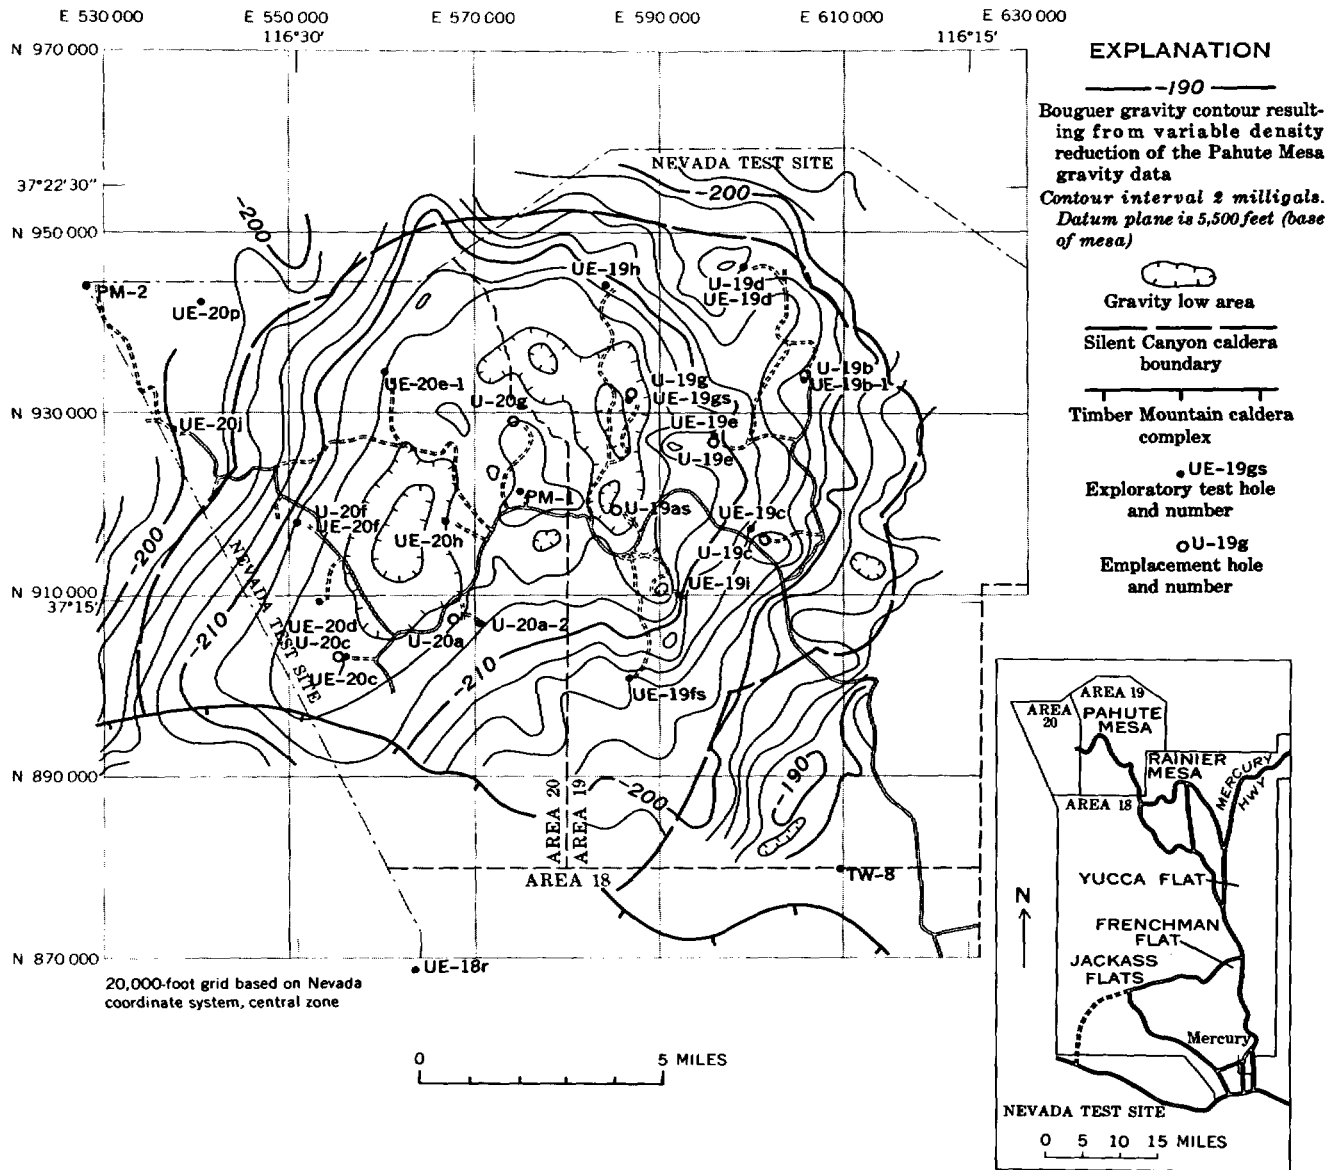 E 530 000
E 550 000
E 570 000
E 590 000
E 610 000
E 630 000
116°30′
116°15′
N 970 000
37°22′30″
N 950 000
N 930 000
N 910 000
37°15′
N 890 000
N 870 000
NEVADA TEST SITE
-200
-200
PM-2
UE-20p
UE-19h
U-19d
UE-19d
U-19b
UE-19b-1
UE-20e-1
U-20g
U-19g
UE-19gs
UE-19e
U-19e
UE-20j
PM-1
U-19as
UE-19c
U-19c
U-20f
UE-20f
UE-20h
-200
NEVADA TEST SITE
UE-19i
UE-20d
U-20c
UE-20c
U-20a
U-20a-2
-210
-210
UE-19fs
-200
-190
AREA 20
AREA 19
AREA 18
TW-8
UE-18r
20,000-foot grid based on Nevada
coordinate system, central zone
0
5 MILES
EXPLANATION
-190
Bouguer gravity contour result-
ing from variable density
reduction of the Pahute Mesa
gravity data
Contour interval 2 milligals.
Datum plane is 5,500 feet (base
of mesa)
Gravity low area
Silent Canyon caldera
boundary
Timber Mountain caldera
complex
UE-19gs
Exploratory test hole
and number
U-19g
Emplacement hole
and number
AREA 19
AREA
20
PAHUTE
MESA
RAINIER
MESA
MERCURY
HWY
AREA 18
YUCCA FLAT
N
FRENCHMAN
FLAT
JACKASS
FLATS
Mercury
NEVADA TEST SITE
0 5 10 15 MILES